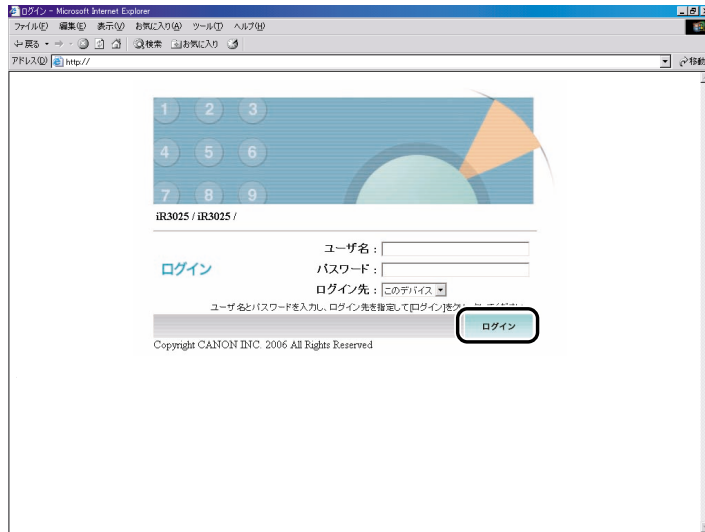 ログイン - Microsoft Internet Explorer
ファイル(F) 編集(E) 表示(V) お気に入り(A) ツール(T) ヘルプ(H)
戻る 検索 お気に入り
アドレス(D) http:// 移動
1 2 3
4 5 6
7 8 9
iR3025 / iR3025 /
ユーザ名 :
ログイン パスワード :
ログイン先 : このデバイス
ユーザ名とパスワードを入力し、ログイン先を指定して[ログイン]を
ログイン
Copyright CANON INC. 2006 All Rights Reserved